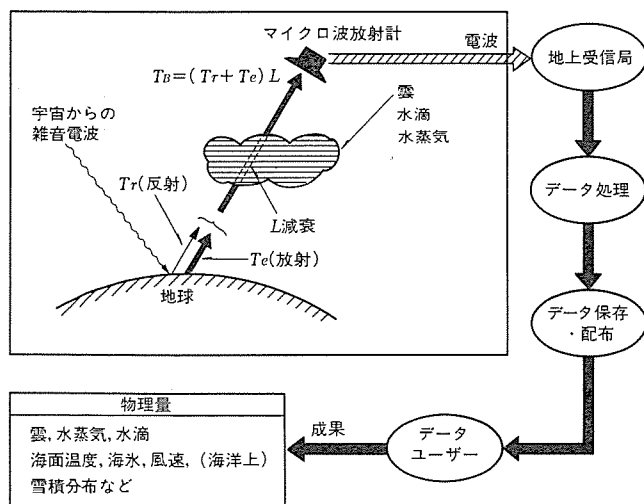 マイクロ波放射計
電波
地上受信局
T_B=(Tr+Te)L
宇宙からの
雑音電波
雲
水滴
水蒸気
Tr(反射)
L減衰
Te(放射)
地球
データ処理
データ保存
・配布
データ
ユーザー
成果
物理量
雲,水蒸気,水滴
海面温度,海氷,風速,(海洋上)
雪積分布など